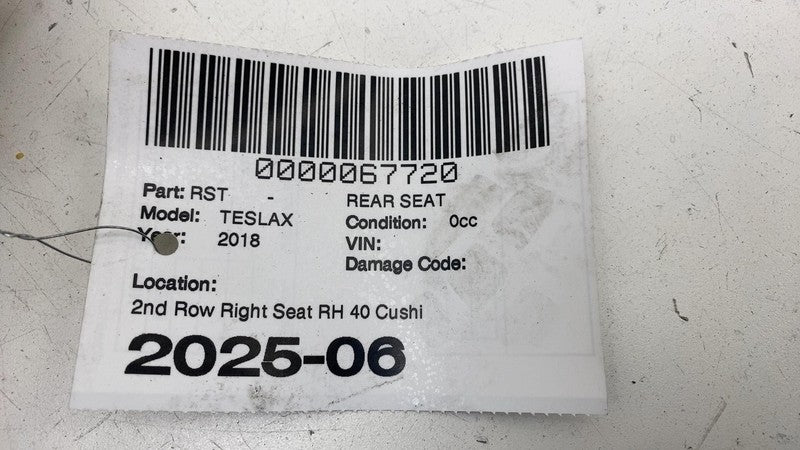 0000067720
Part: RST - REAR SEAT
Model: TESLAX Condition: 0cc
Year: 2018 VIN:
Damage Code:
Location:
2nd Row Right Seat RH 40 Cushi
2025-06